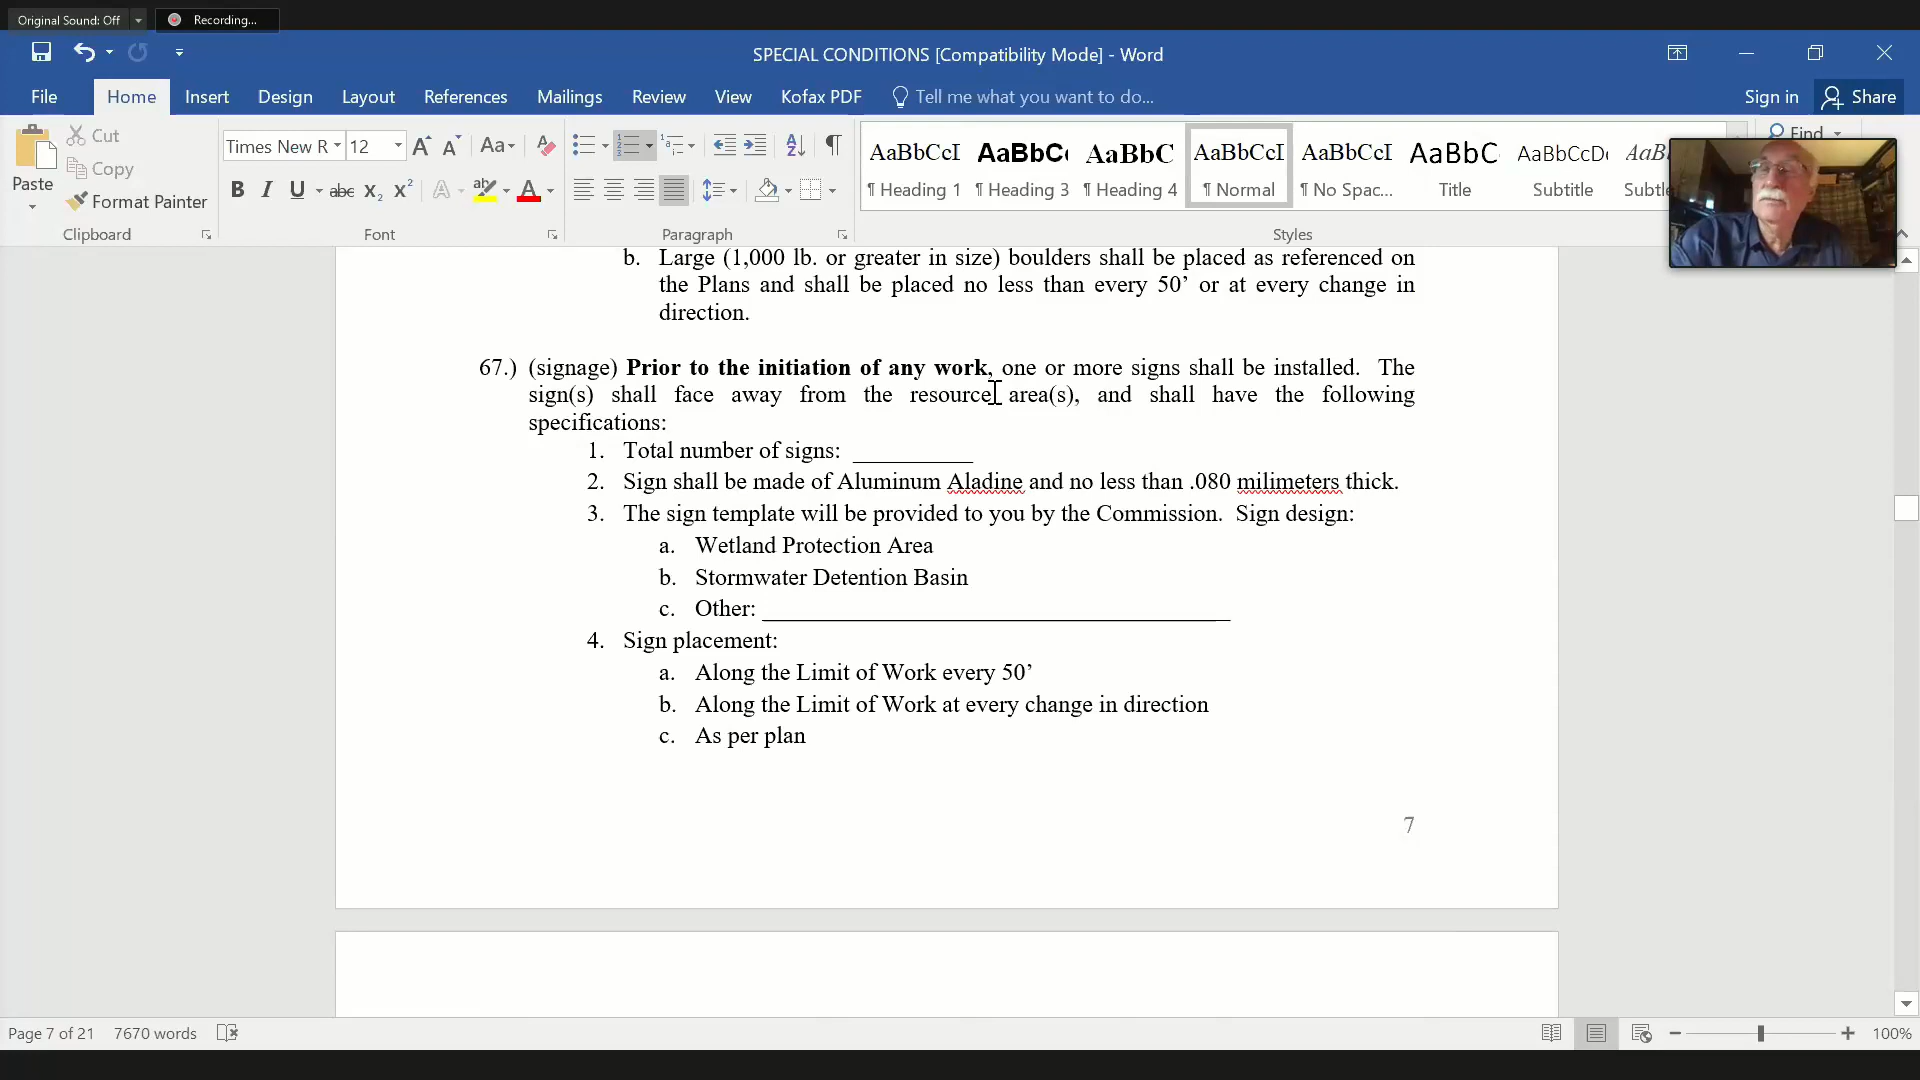 Original Sound: Off
Recording...
SPECIAL CONDITIONS [Compatibility Mode] - Word
File Home Insert Design Layout References Mailings Review View Kofax PDF Tell me what you want to do... Sign in Share
Paste
Cut
Copy
Format Painter
Clipboard
Times New R 12
Font
Paragraph
AaBbCcI AaBbCc AaBbC AaBbCcI AaBbCcI AaBbC AaBbCcD AaB
¶ Heading 1 ¶ Heading 3 ¶ Heading 4 ¶ Normal ¶ No Spac... Title Subtitle Subtle
Styles
Find
b. Large (1,000 lb. or greater in size) boulders shall be placed as referenced on
the Plans and shall be placed no less than every 50’ or at every change in
direction.
67.) (signage) Prior to the initiation of any work, one or more signs shall be installed. The
sign(s) shall face away from the resource area(s), and shall have the following
specifications:
1. Total number of signs: __________
2. Sign shall be made of Aluminum Aladine and no less than .080 milimeters thick.
3. The sign template will be provided to you by the Commission. Sign design:
a. Wetland Protection Area
b. Stormwater Detention Basin
c. Other: _______________________________________
4. Sign placement:
a. Along the Limit of Work every 50’
b. Along the Limit of Work at every change in direction
c. As per plan
7
Page 7 of 21 7670 words
100%